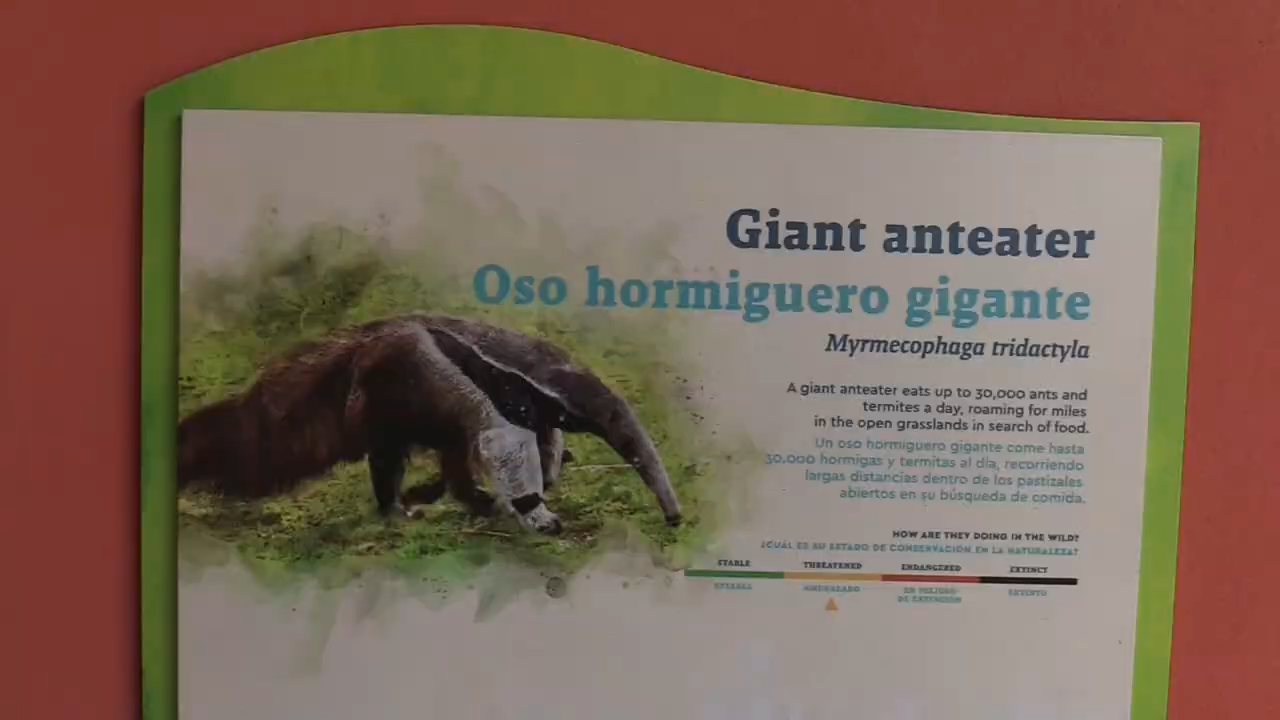 Giant anteater
Oso hormiguero gigante
Myrmecophaga tridactyla
A giant anteater eats up to 30,000 ants and
termites a day, roaming for miles
in the open grasslands in search of food.
Un oso hormiguero gigante come hasta
30.000 hormigas y termitas al día, recorriendo
largas distancias dentro de los pastizales
abiertos en su búsqueda de comida.
HOW ARE THEY DOING IN THE WILD?
¿CUÁL ES SU ESTADO DE CONSERVACIÓN EN LA NATURALEZA?
STABLE THREATENED ENDANGERED EXTINCT
ESTABLE AMENAZADO EN PELIGRO EXTINTO
DE EXTINCIÓN